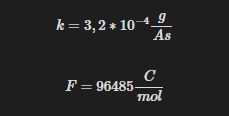 k = 3,2 * 10⁻⁴ g/As
F = 96485 C/mol